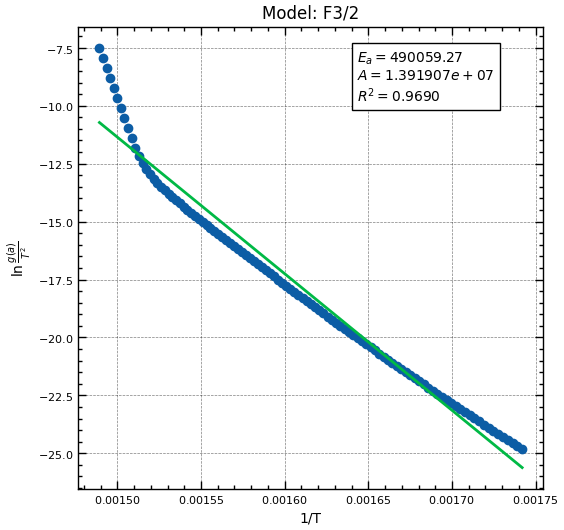 Model: F3/2
E_a = 490059.27
A = 1.391907e + 07
R² = 0.9690
−7.5
−10.0
−12.5
−15.0
−17.5
−20.0
−22.5
−25.0
ln g(a)/T²
0.00150 0.00155 0.00160 0.00165 0.00170 0.00175
1/T